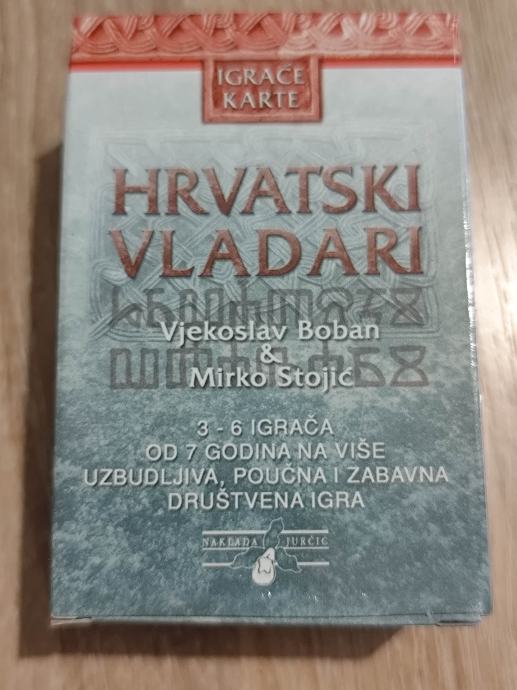 IGRAĆE
KARTE
HRVATSKI
VLADARI
Vjekoslav Boban
&
Mirko Stojić
3 - 6 IGRAČA
OD 7 GODINA NA VIŠE
UZBUDLJIVA, POUČNA I ZABAVNA
DRUŠTVENA IGRA
NAKLADA JURČIĆ